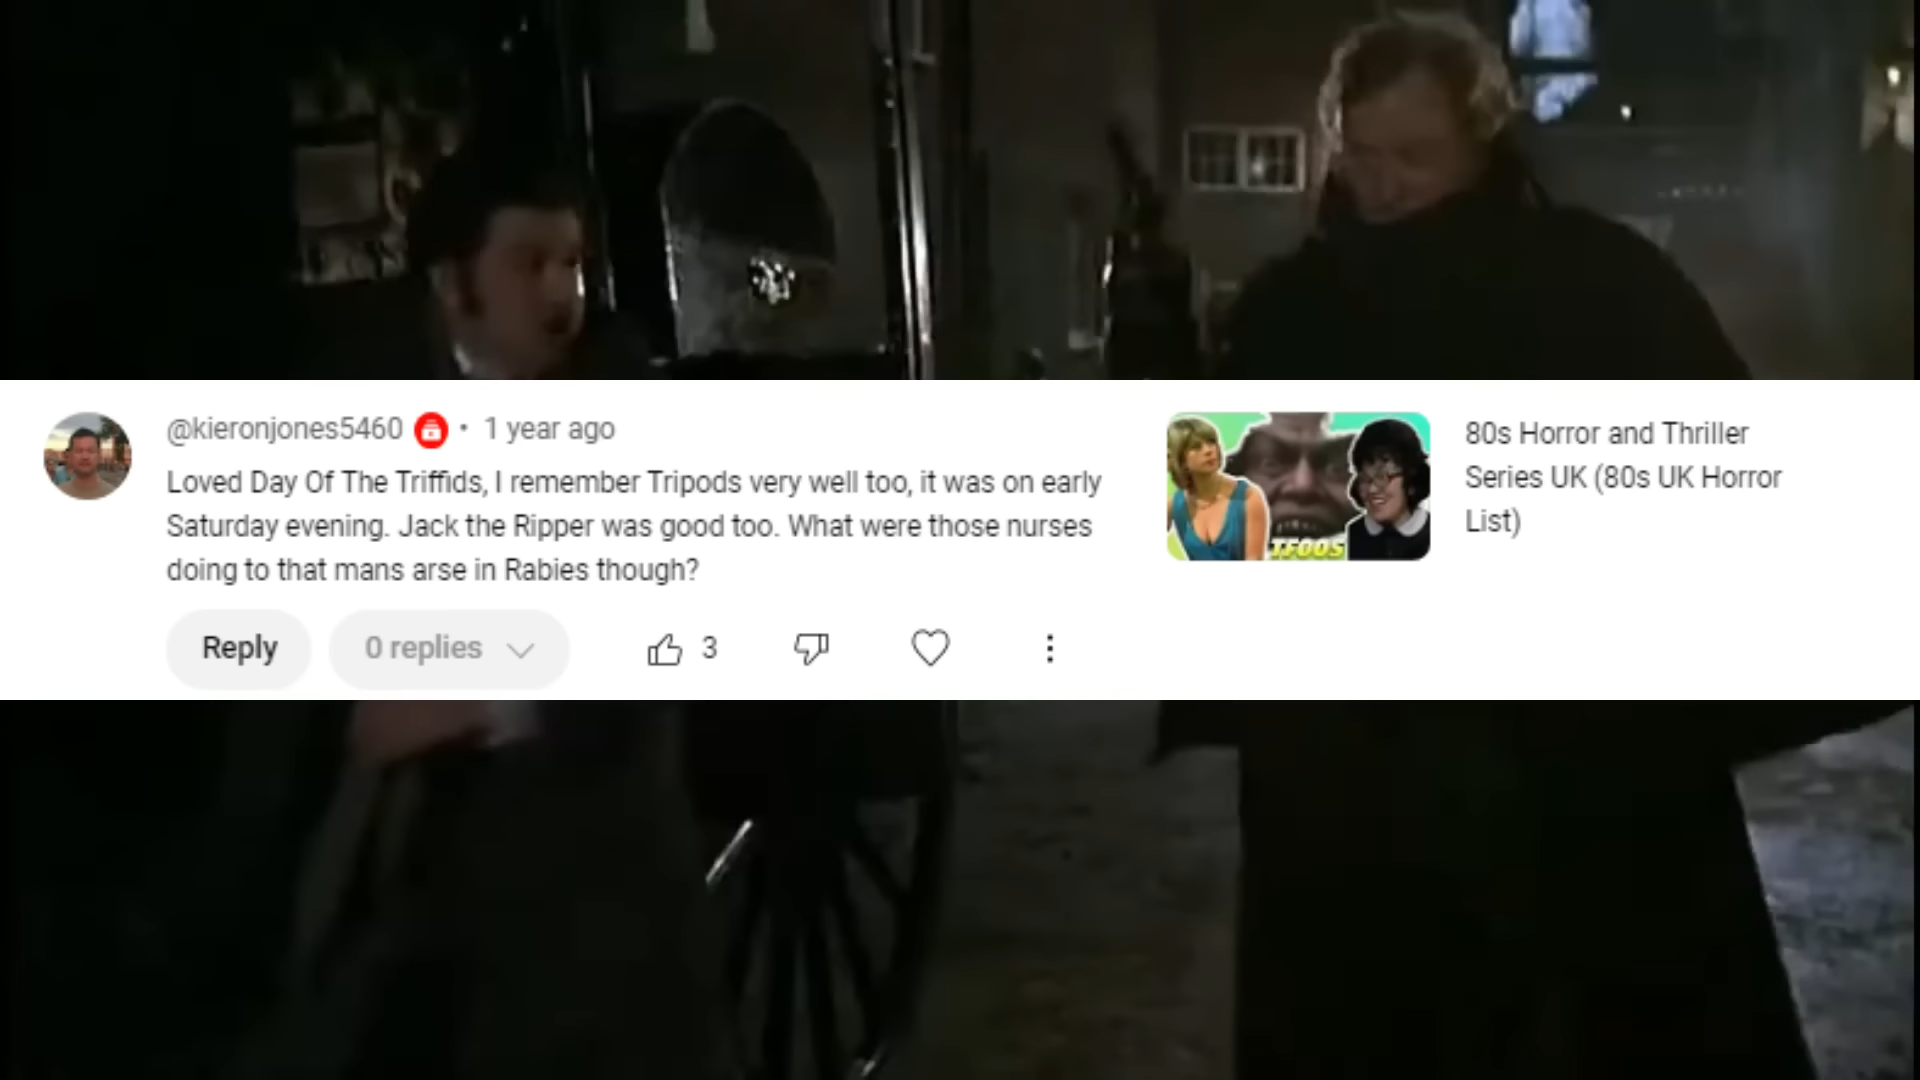 @kieronjones5460 • 1 year ago
Loved Day Of The Triffids, I remember Tripods very well too, it was on early
Saturday evening. Jack the Ripper was good too. What were those nurses
doing to that mans arse in Rabies though?
Reply
0 replies
3
TFOOS
80s Horror and Thriller
Series UK (80s UK Horror
List)